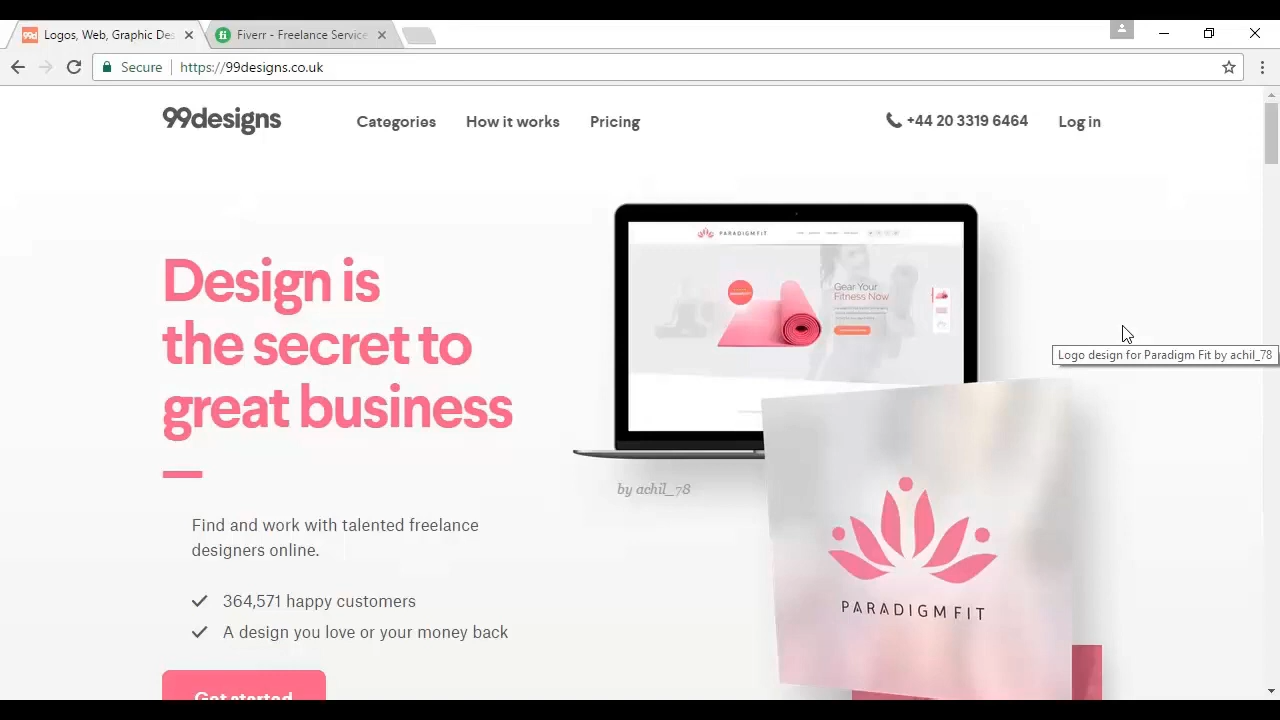 Logos, Web, Graphic Des
Fiverr - Freelance Service
Secure
https://99designs.co.uk
99designs
Categories
How it works
Pricing
+44 20 3319 6464
Log in
Design is
the secret to
great business
PARADIGMFIT
Gear Your
Fitness Now
Logo design for Paradigm Fit by achil_78
by achil_78
Find and work with talented freelance
designers online.
364,571 happy customers
A design you love or your money back
PARADIGMFIT
Get started